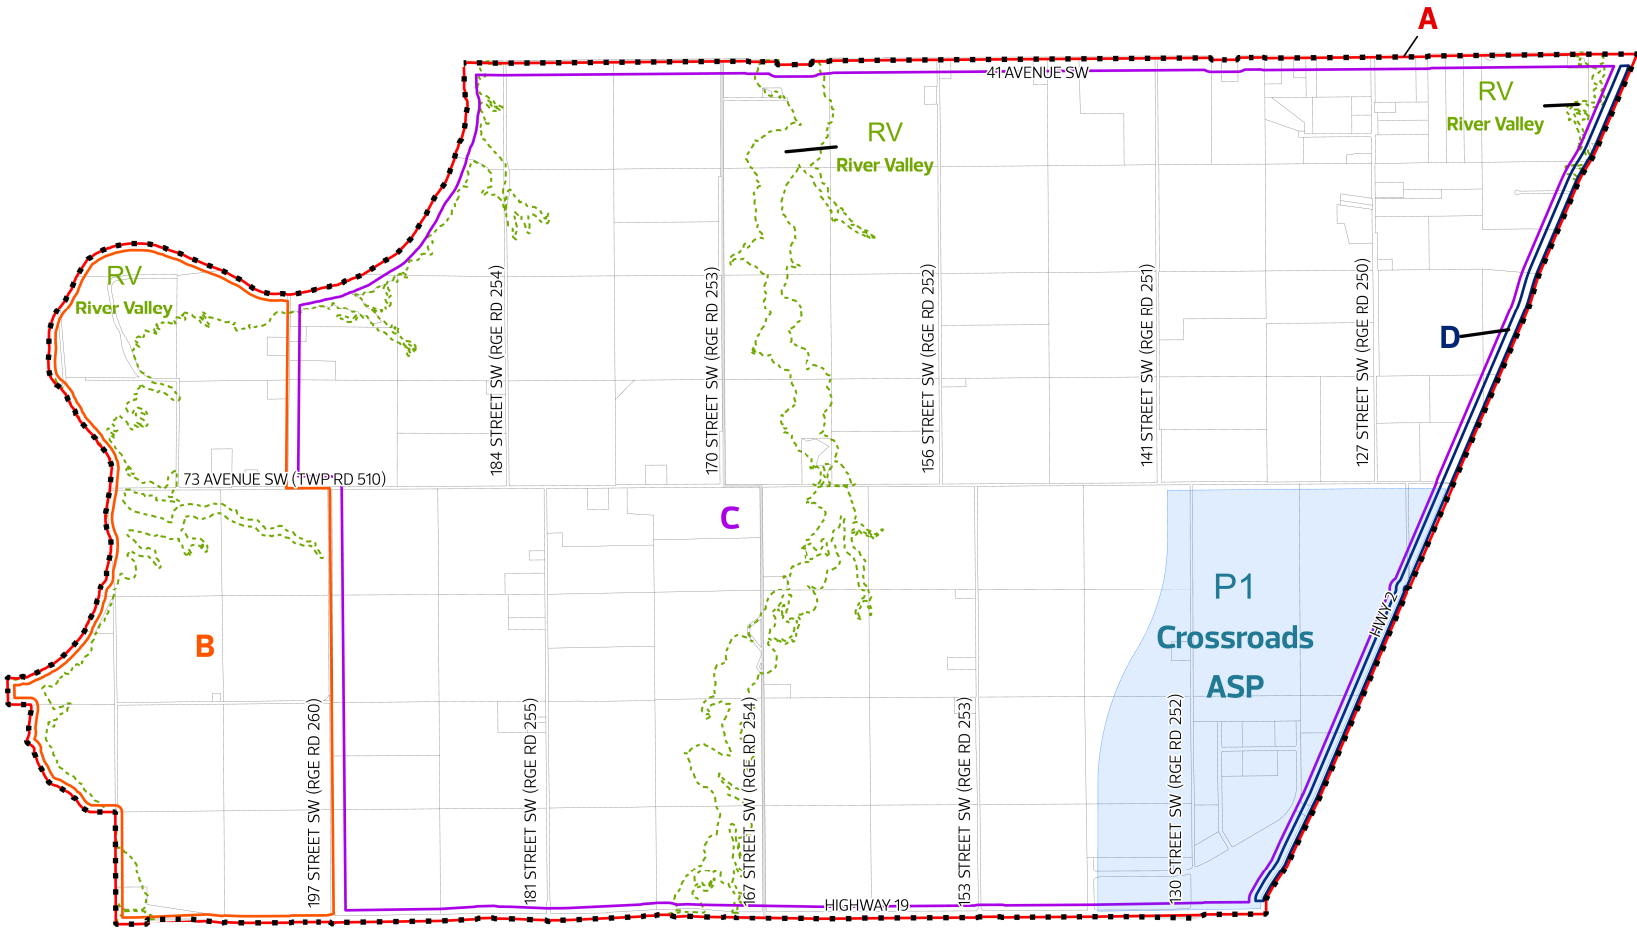 A
41 AVENUE SW
RV
River Valley
RV
River Valley
RV
River Valley
184 STREET SW (RGE RD 254)
170 STREET SW (RGE RD 253)
156 STREET SW (RGE RD 252)
141 STREET SW (RGE RD 251)
127 STREET SW (RGE RD 250)
D
73 AVENUE SW (TWP RD 510)
C
P1
Crossroads
ASP
HWY 2
B
197 STREET SW (RGE RD 260)
181 STREET SW (RGE RD 255)
167 STREET SW (RGE RD 254)
153 STREET SW (RGE RD 253)
130 STREET SW (RGE RD 252)
HIGHWAY 19